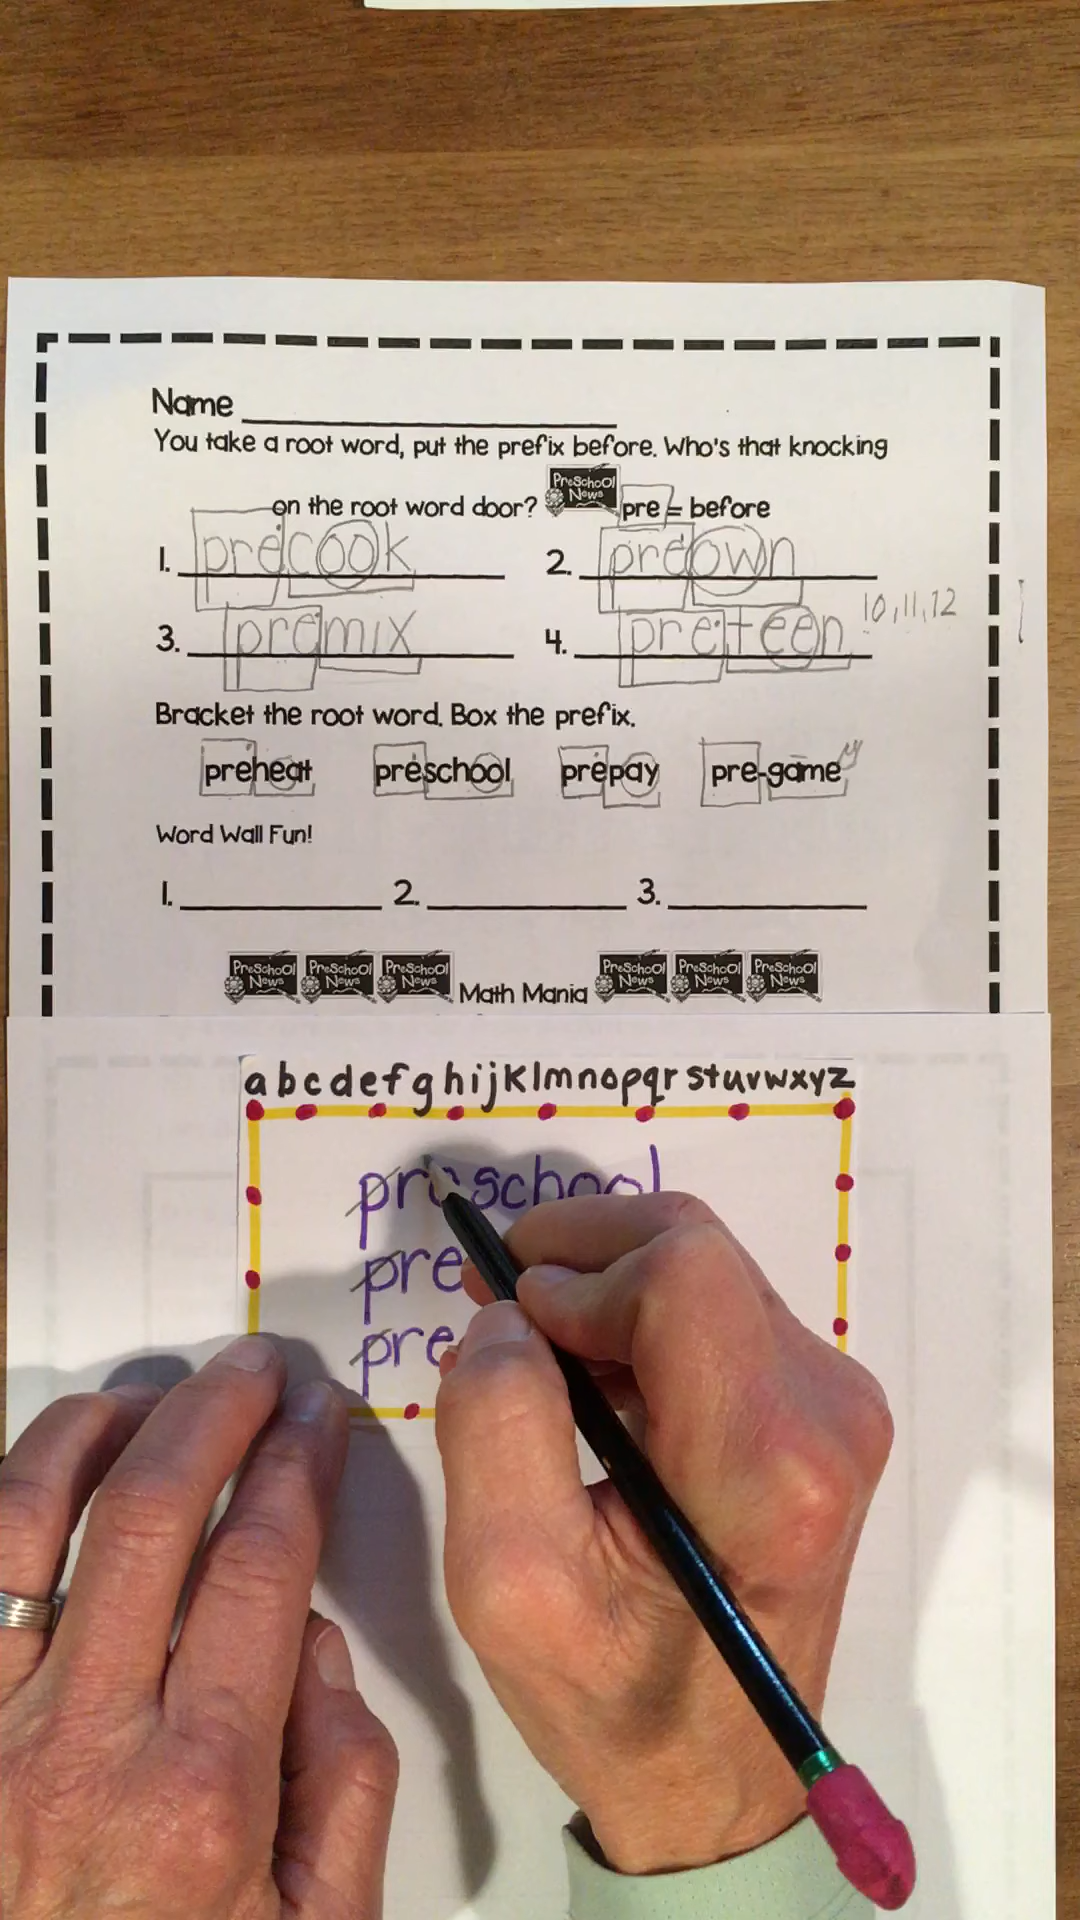 Name
You take a root word, put the prefix before. Who's that knocking
on the root word door? PreSchool News pre = before
1. precook 2. preown
10, 11, 12
3. premix 4. preteen
Bracket the root word. Box the prefix.
preheat preschool prepay pre-game
Word Wall Fun!
1. 2. 3.
PreSchool News PreSchool News PreSchool News Math Mania PreSchool News PreSchool News PreSchool News
abcdefghijklmnopqrstuvwxyz
preschool
pre
pre